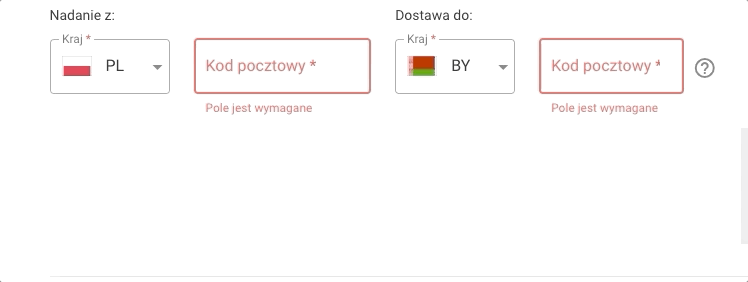 Nadanie z:
Dostawa do:
Kraj *
PL
Kod pocztowy *
Kraj *
BY
Kod pocztowy *
Pole jest wymagane
Pole jest wymagane